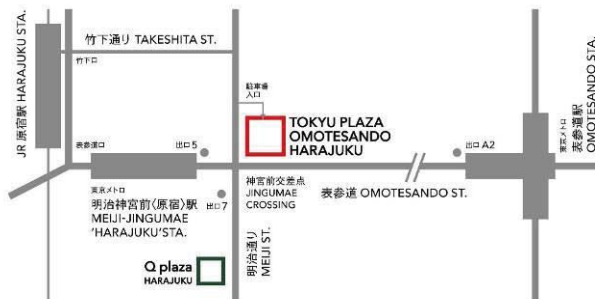 JR 原宿駅 HARAJUKU STA.
竹下通り TAKESHITA ST.
竹下口
駐車場
入口
TOKYU PLAZA
OMOTESANDO
HARAJUKU
表参道口
出口 5
出口 A2
東京メトロ
表参道駅
OMOTESANDO STA.
東京メトロ
明治神宮前〈原宿〉駅
MEIJI-JINGUMAE
'HARAJUKU'STA.
出口 7
神宮前交差点
JINGUMAE
CROSSING
表参道 OMOTESANDO ST.
明治通り
MEIJI ST.
Q plaza
HARAJUKU